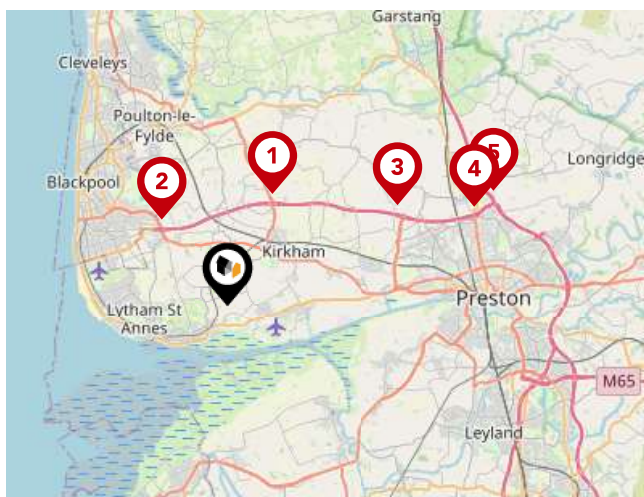 Garstang
Cleveleys
Poulton-le-
Fylde
1
5
Longridge
3
4
2
Blackpool
Kirkham
Lytham St
Annes
Preston
M65
Leyland